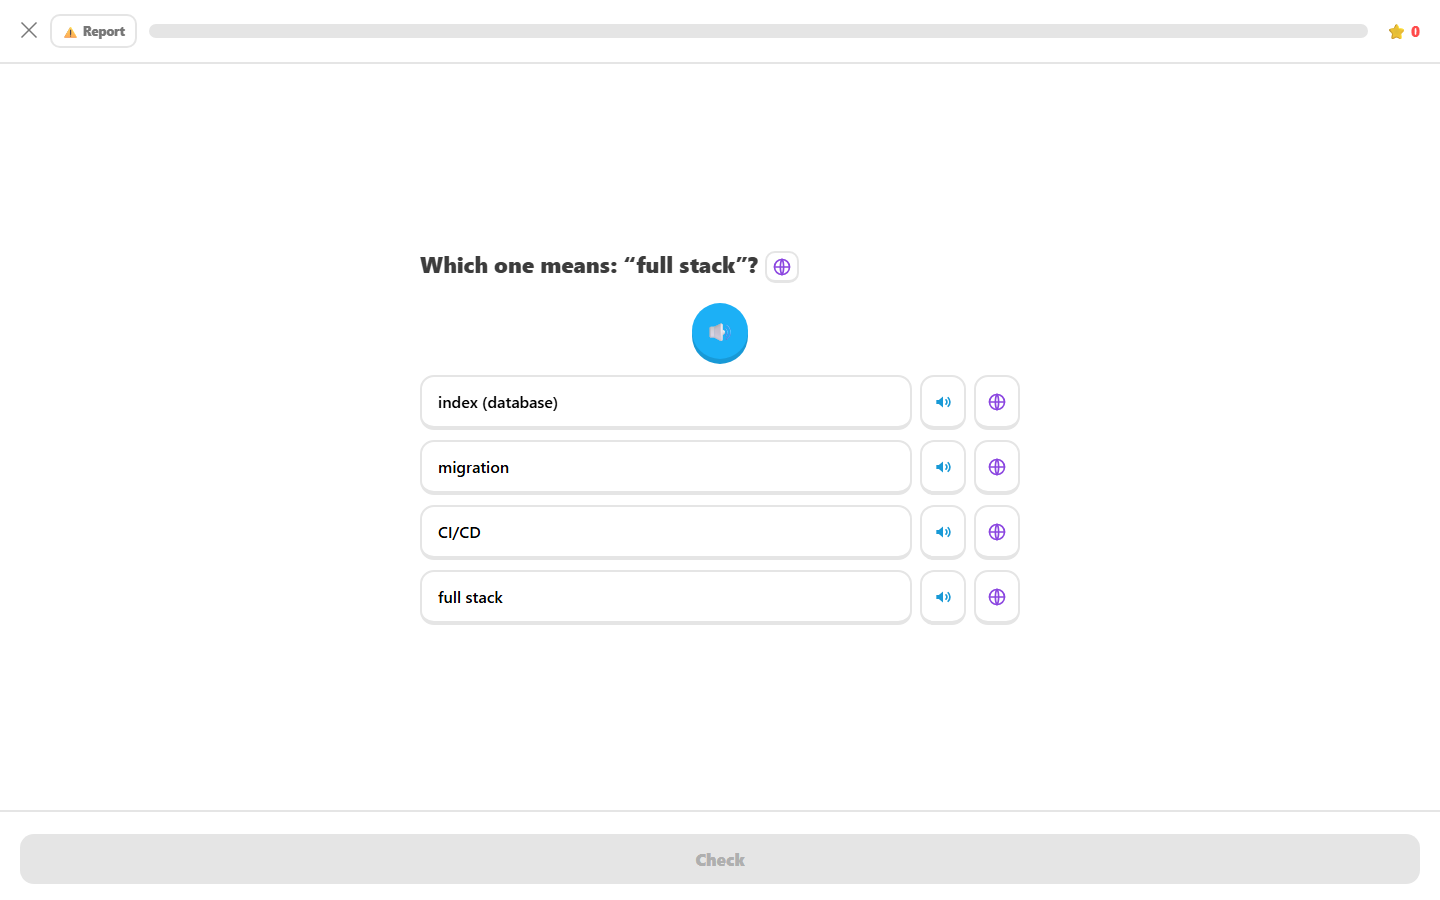 Report
0
Which one means: “full stack”?
index (database)
migration
CI/CD
full stack
Check